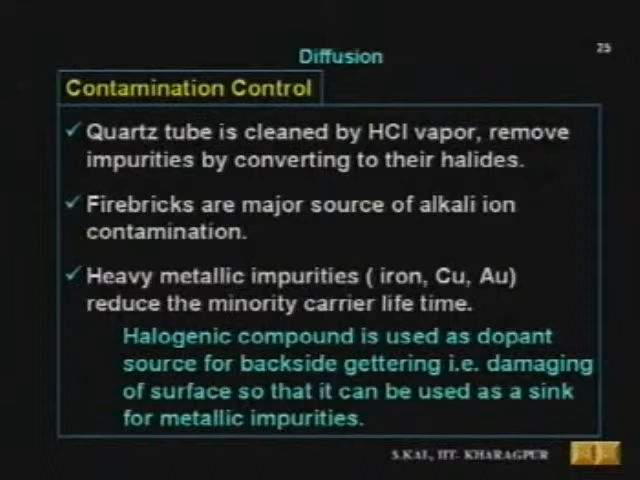 Diffusion
25
Contamination Control
✓ Quartz tube is cleaned by HCl vapor, remove
impurities by converting to their halides.
✓ Firebricks are major source of alkali ion
contamination.
✓ Heavy metallic impurities ( iron, Cu, Au)
reduce the minority carrier life time.
Halogenic compound is used as dopant
source for backside gettering i.e. damaging
of surface so that it can be used as a sink
for metallic impurities.
S.KAL, IIT- KHARAGPUR